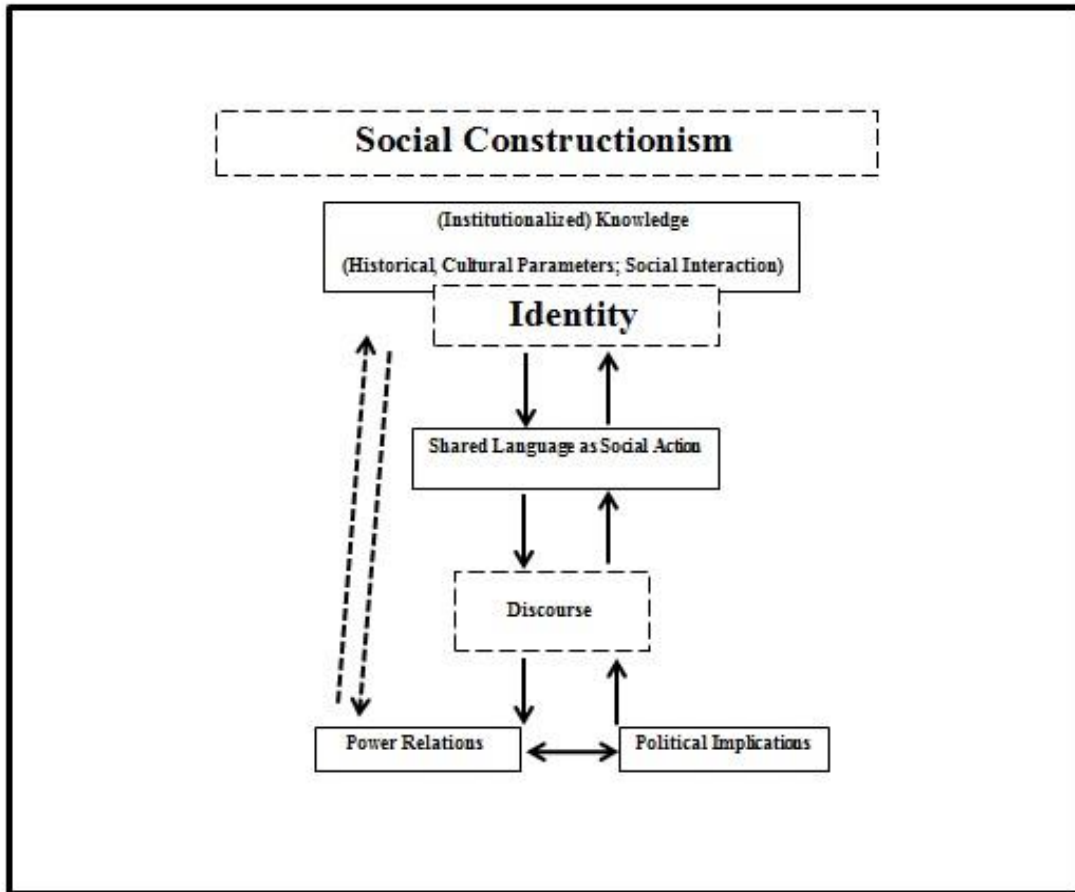 Social Constructionism
(Institutionalized) Knowledge
(Historical, Cultural Parameters; Social Interaction)
Identity
Shared Language as Social Action
Discourse
Power Relations
Political Implications